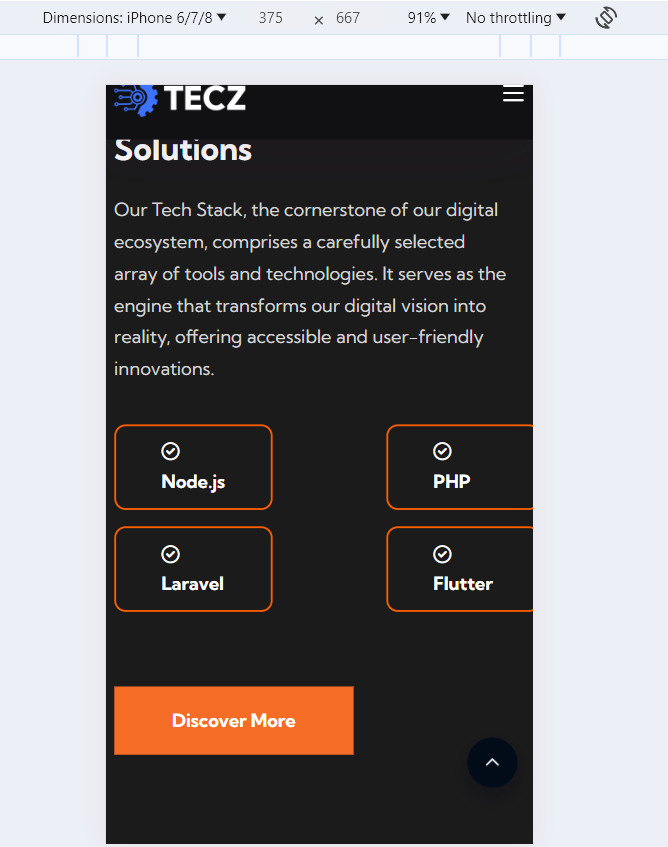 Dimensions: iPhone 6/7/8 375 × 667 91% No throttling
TECZ
Solutions
Our Tech Stack, the cornerstone of our digital
ecosystem, comprises a carefully selected
array of tools and technologies. It serves as the
engine that transforms our digital vision into
reality, offering accessible and user-friendly
innovations.
Node.js
PHP
Laravel
Flutter
Discover More